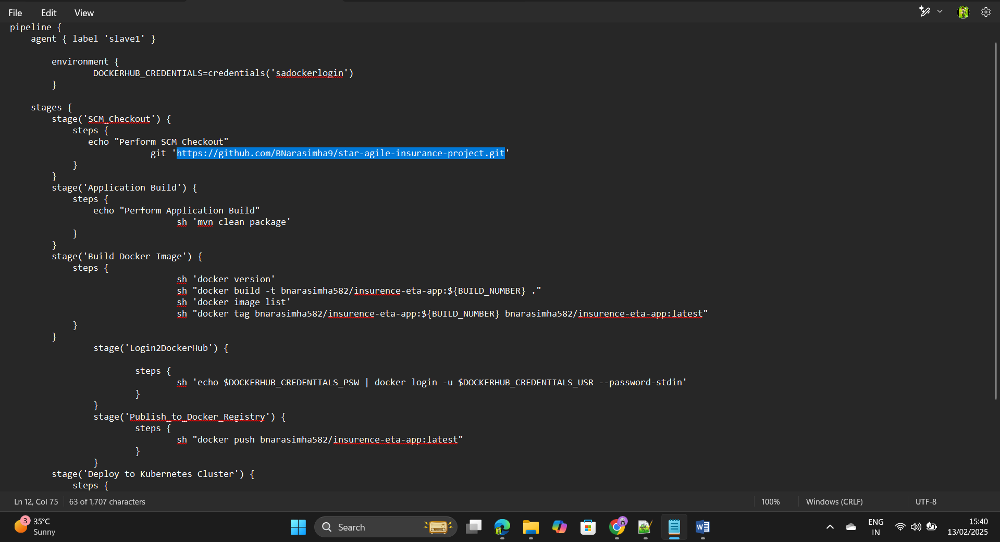 File Edit View
pipeline {
    agent { label 'slave1' }
        environment {
                DOCKERHUB_CREDENTIALS=credentials('sadockerlogin')
        }
    stages {
        stage('SCM_Checkout') {
            steps {
               echo "Perform SCM Checkout"
                           git 'https://github.com/BNarasimha9/star-agile-insurance-project.git'
            }
        }
        stage('Application Build') {
            steps {
                echo "Perform Application Build"
                                sh 'mvn clean package'
            }
        }
        stage('Build Docker Image') {
            steps {
                                sh 'docker version'
                                sh "docker build -t bnarasimha582/insurence-eta-app:${BUILD_NUMBER} ."
                                sh 'docker image list'
                                sh "docker tag bnarasimha582/insurence-eta-app:${BUILD_NUMBER} bnarasimha582/insurence-eta-app:latest"
            }
        }
                stage('Login2DockerHub') {
                        steps {
                                sh 'echo $DOCKERHUB_CREDENTIALS_PSW | docker login -u $DOCKERHUB_CREDENTIALS_USR --password-stdin'
                        }
                }
                stage('Publish_to_Docker_Registry') {
                        steps {
                                sh "docker push bnarasimha582/insurence-eta-app:latest"
                        }
                }
        stage('Deploy to Kubernetes Cluster') {
            steps {
Ln 12, Col 75 63 of 1,707 characters 100% Windows (CRLF) UTF-8
3 35°C Search ENG 15:40
Sunny IN 13/02/2025